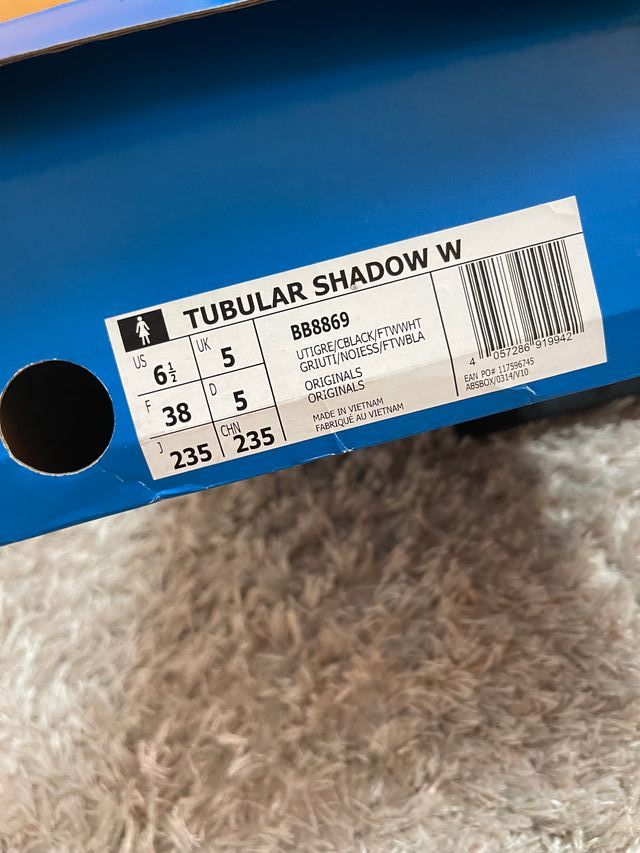 TUBULAR SHADOW W
US 6½ UK 5
F 38 D 5
J 235 CHN 235
BB8869
UTIGRE/CBLACK/FTWWHT
GRIUTI/NOIESS/FTWBLA
ORIGINALS
ORIGINALS
MADE IN VIETNAM
FABRIQUÉ AU VIETNAM
4 057286 919942
EAN PO# 117596745
ABSBOX/0314/V10